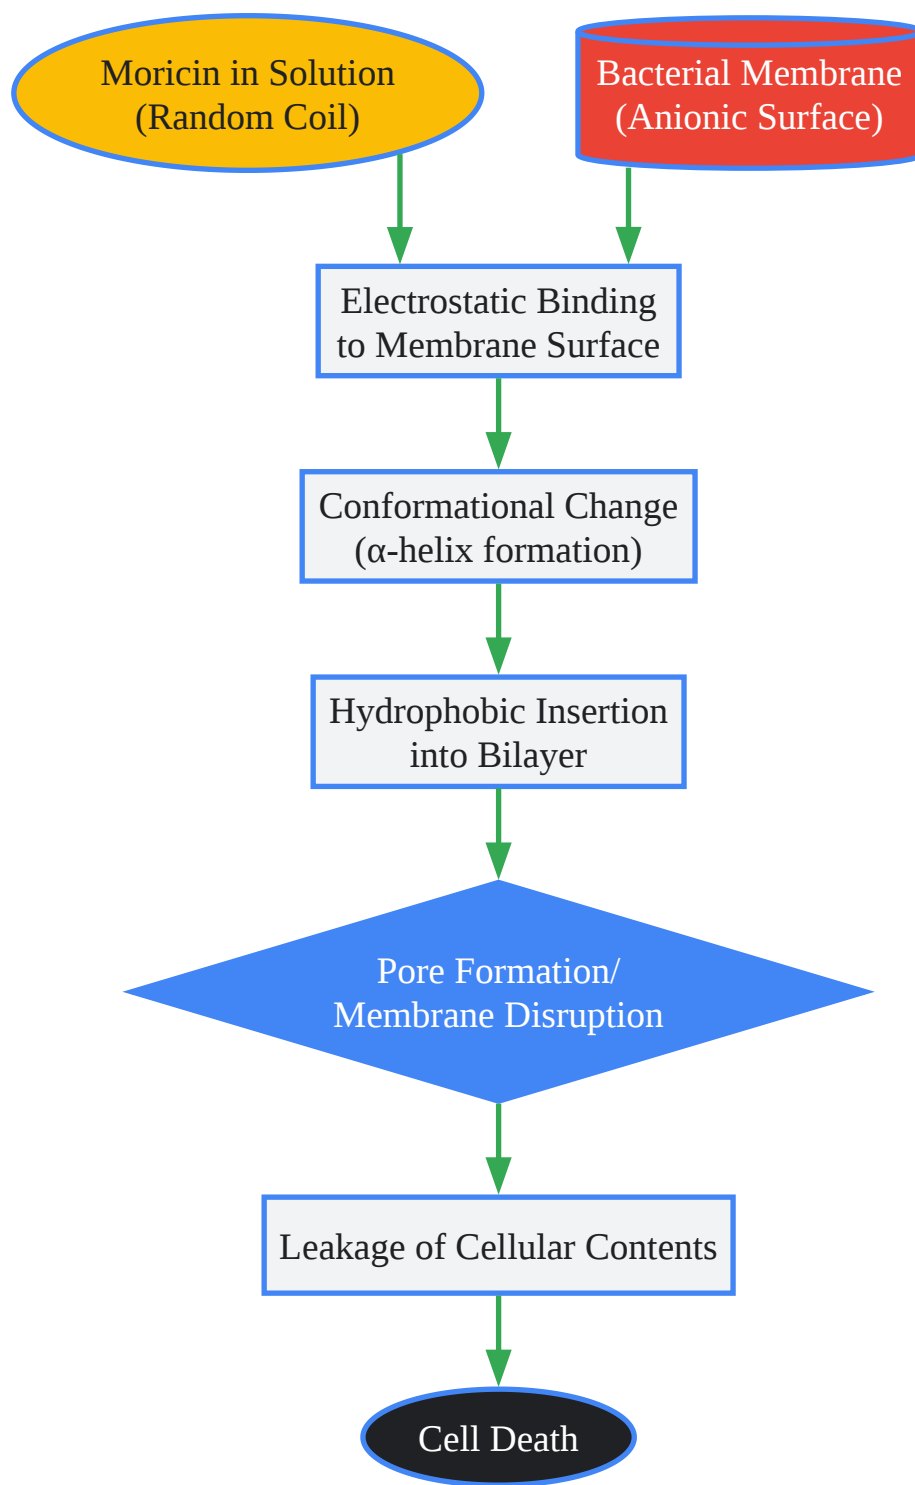 Moricin in Solution
(Random Coil)
Bacterial Membrane
(Anionic Surface)
Electrostatic Binding
to Membrane Surface
Conformational Change
(α-helix formation)
Hydrophobic Insertion
into Bilayer
Pore Formation/
Membrane Disruption
Leakage of Cellular Contents
Cell Death